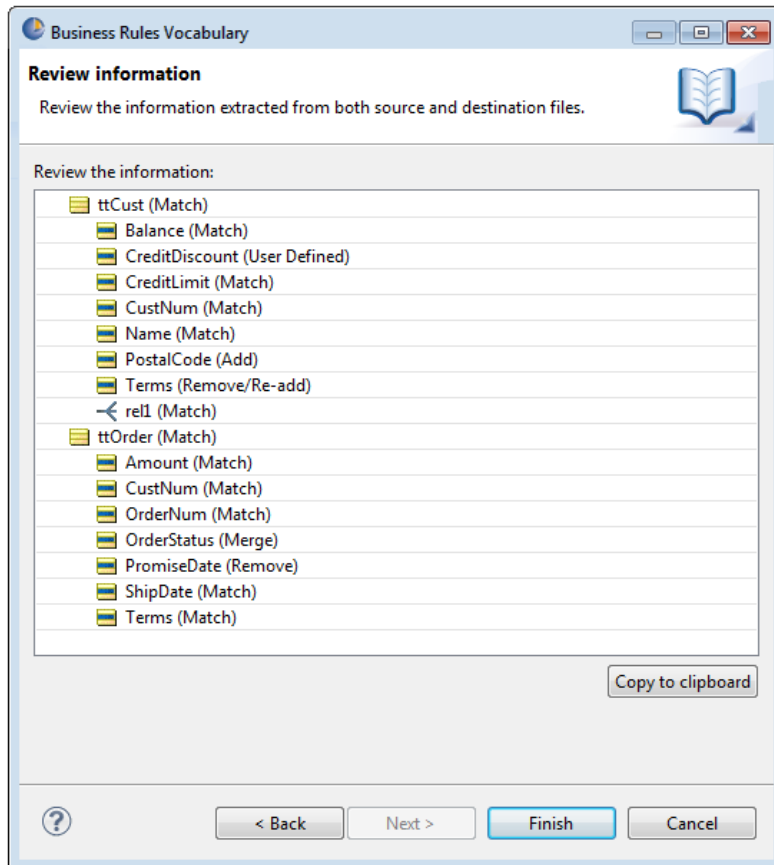 Business Rules Vocabulary
Review information
Review the information extracted from both source and destination files.
Review the information:
ttCust (Match)
Balance (Match)
CreditDiscount (User Defined)
CreditLimit (Match)
CustNum (Match)
Name (Match)
PostalCode (Add)
Terms (Remove/Re-add)
rel1 (Match)
ttOrder (Match)
Amount (Match)
CustNum (Match)
OrderNum (Match)
OrderStatus (Merge)
PromiseDate (Remove)
ShipDate (Match)
Terms (Match)
Copy to clipboard
? < Back Next > Finish Cancel